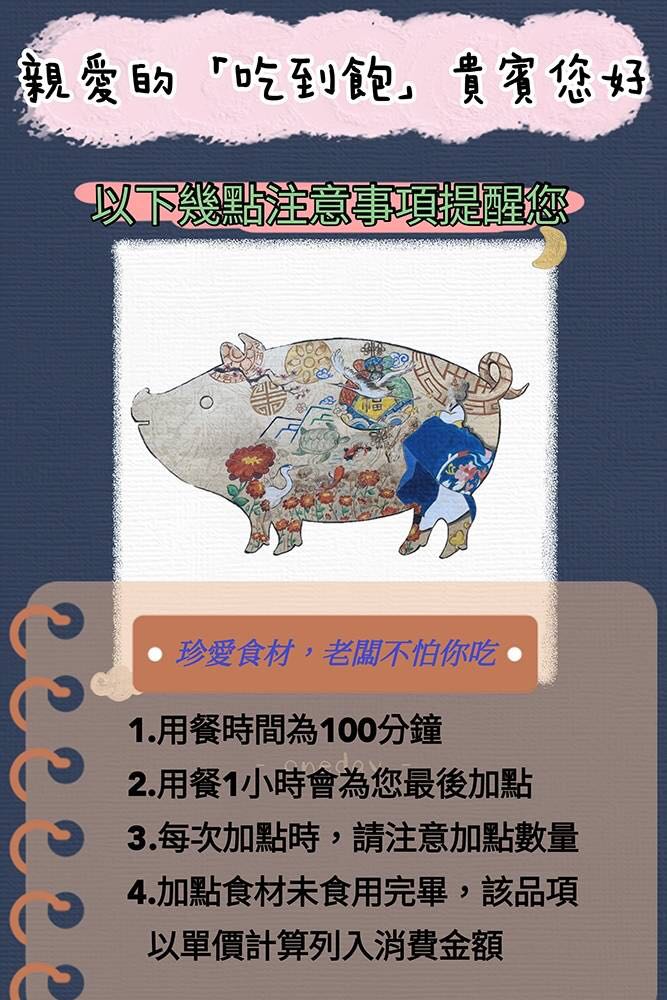 親愛的「吃到飽」貴賓您好
以下幾點注意事項提醒您
福
• 珍愛食材，老闆不怕你吃 •
1.用餐時間為100分鐘
- oneday -
2.用餐1小時會為您最後加點
3.每次加點時，請注意加點數量
4.加點食材未食用完畢，該品項
以單價計算列入消費金額